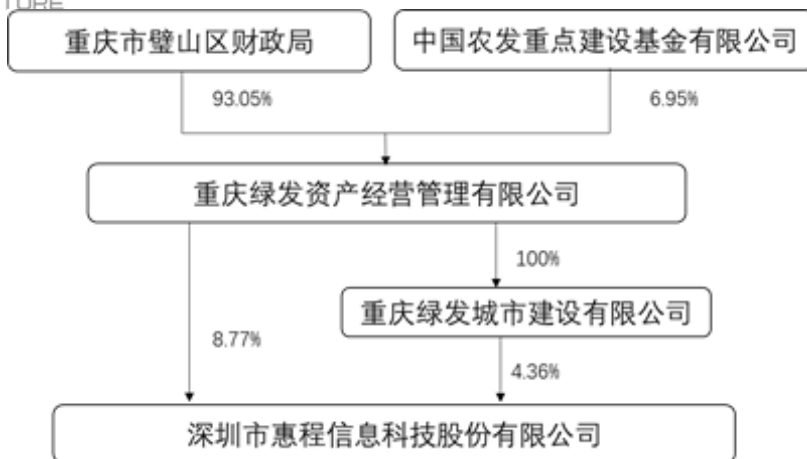 TURE
重庆市璧山区财政局
中国农发重点建设基金有限公司
93.05%
6.95%
重庆绿发资产经营管理有限公司
100%
重庆绿发城市建设有限公司
8.77%
4.36%
深圳市惠程信息科技股份有限公司